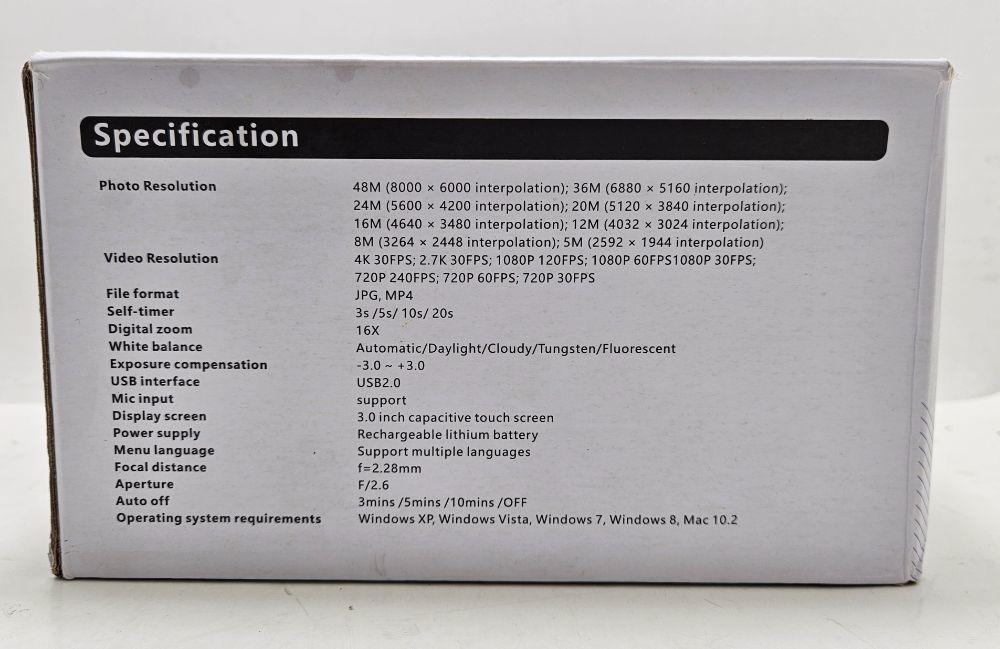 Specification
Photo Resolution 48M (8000 × 6000 interpolation); 36M (6880 × 5160 interpolation);
24M (5600 × 4200 interpolation); 20M (5120 × 3840 interpolation);
16M (4640 × 3480 interpolation); 12M (4032 × 3024 interpolation);
8M (3264 × 2448 interpolation); 5M (2592 × 1944 interpolation)
Video Resolution 4K 30FPS; 2.7K 30FPS; 1080P 120FPS; 1080P 60FPS1080P 30FPS;
720P 240FPS; 720P 60FPS; 720P 30FPS
File format JPG, MP4
Self-timer 3s /5s/ 10s/ 20s
Digital zoom 16X
White balance Automatic/Daylight/Cloudy/Tungsten/Fluorescent
Exposure compensation -3.0 ~ +3.0
USB interface USB2.0
Mic input support
Display screen 3.0 inch capacitive touch screen
Power supply Rechargeable lithium battery
Menu language Support multiple languages
Focal distance f=2.28mm
Aperture F/2.6
Auto off 3mins /5mins /10mins /OFF
Operating system requirements Windows XP, Windows Vista, Windows 7, Windows 8, Mac 10.2